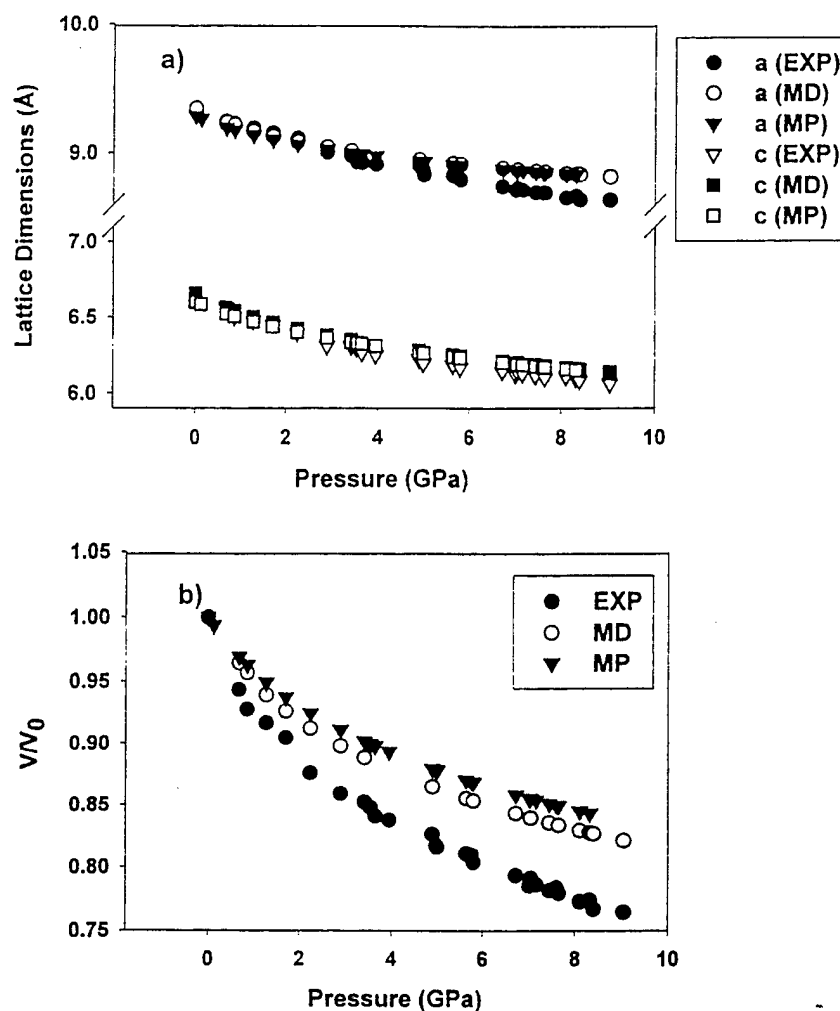 10.0
a)
9.0
7.0
6.5
6.0
Lattice Dimensions (Å)
0 2 4 6 8 10
Pressure (GPa)
a (EXP)
a (MD)
a (MP)
c (EXP)
c (MD)
c (MP)
1.05
b)
1.00
0.95
0.90
0.85
0.80
0.75
V/V₀
EXP
MD
MP
0 2 4 6 8 10
Pressure (GPa)